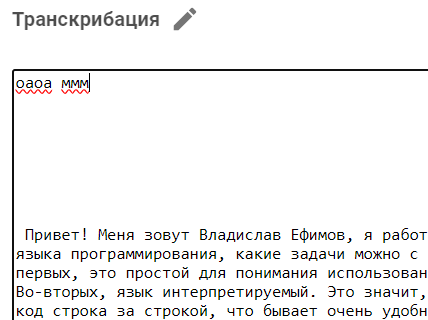 Транскрибация
оаоа ммм
Привет! Меня зовут Владислав Ефимов, я работ
языка программирования, какие задачи можно с
первых, это простой для понимания использован
Во-вторых, язык интерпретируемый. Это значит,
код строка за строкой, что бывает очень удобн